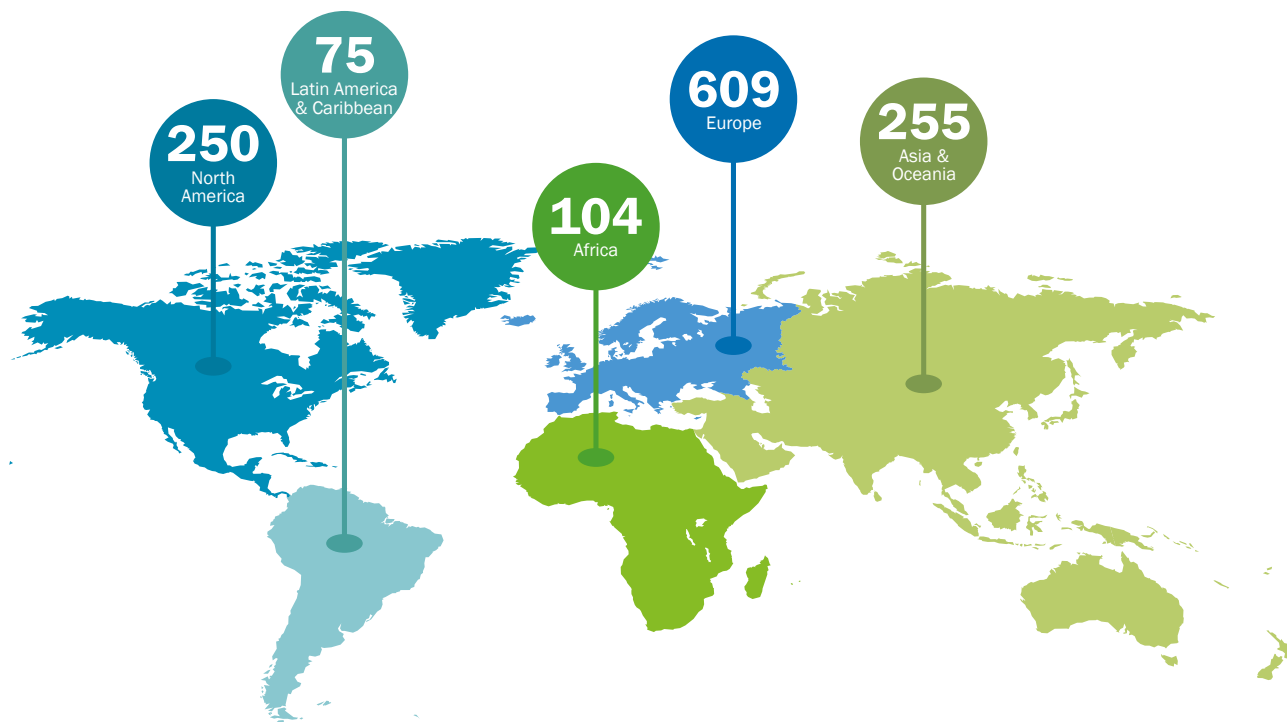 75
Latin America
& Caribbean
250
North
America
104
Africa
609
Europe
255
Asia &
Oceania